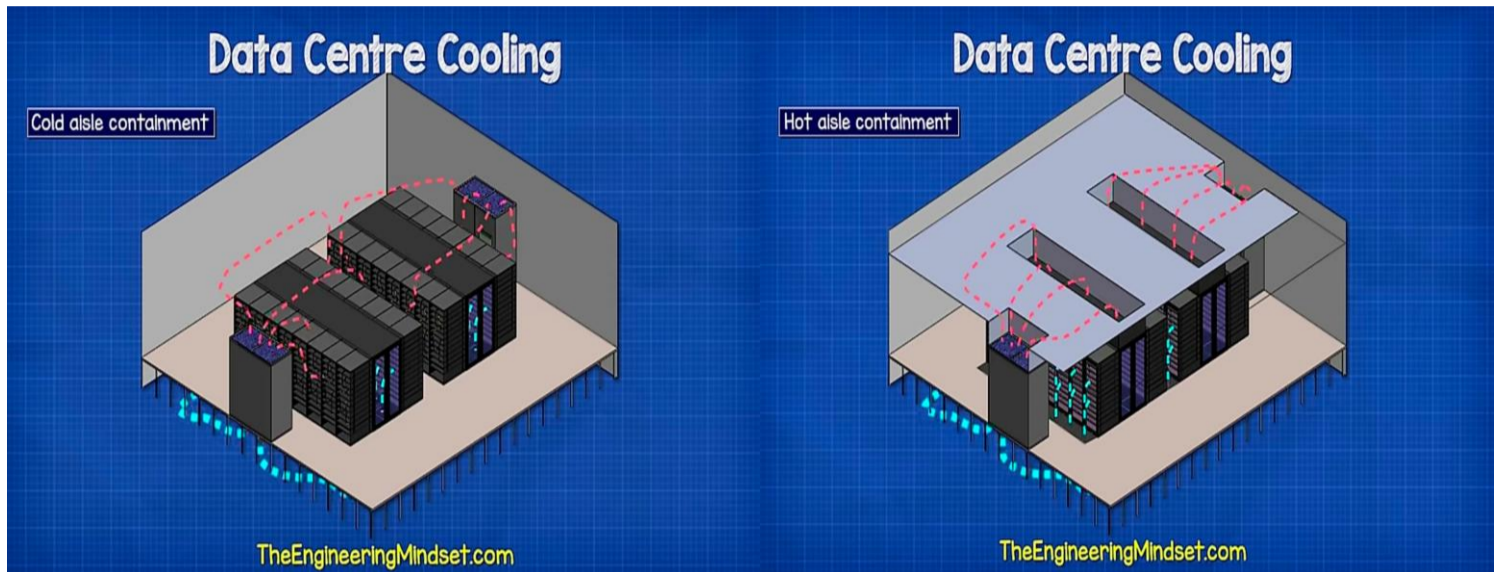 Data Centre Cooling
Cold aisle containment
TheEngineeringMindset.com
Data Centre Cooling
Hot aisle containment
TheEngineeringMindset.com